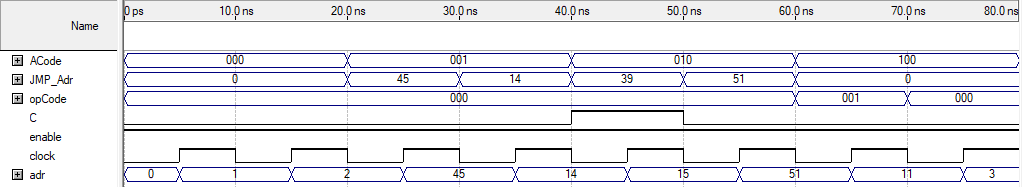 Name 0 ps 10.0 ns 20.0 ns 30.0 ns 40.0 ns 50.0 ns 60.0 ns 70.0 ns 80.0 ns
ACode 000 001 010 100
JMP_Adr 0 45 14 39 51 0
opCode 000 001 000
C
enable
clock
adr 0 1 2 45 14 15 51 11 3